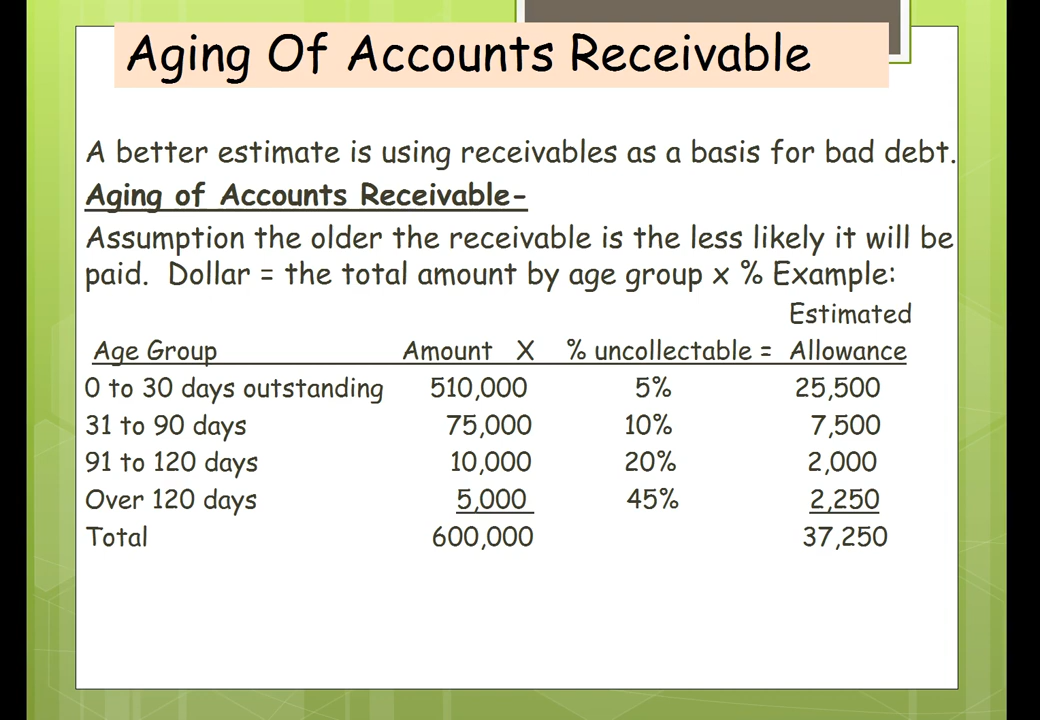 Aging Of Accounts Receivable
A better estimate is using receivables as a basis for bad debt.
Aging of Accounts Receivable-
Assumption the older the receivable is the less likely it will be
paid. Dollar = the total amount by age group x % Example:
Estimated
Age Group Amount X % uncollectable = Allowance
0 to 30 days outstanding 510,000 5% 25,500
31 to 90 days 75,000 10% 7,500
91 to 120 days 10,000 20% 2,000
Over 120 days 5,000 45% 2,250
Total 600,000 37,250